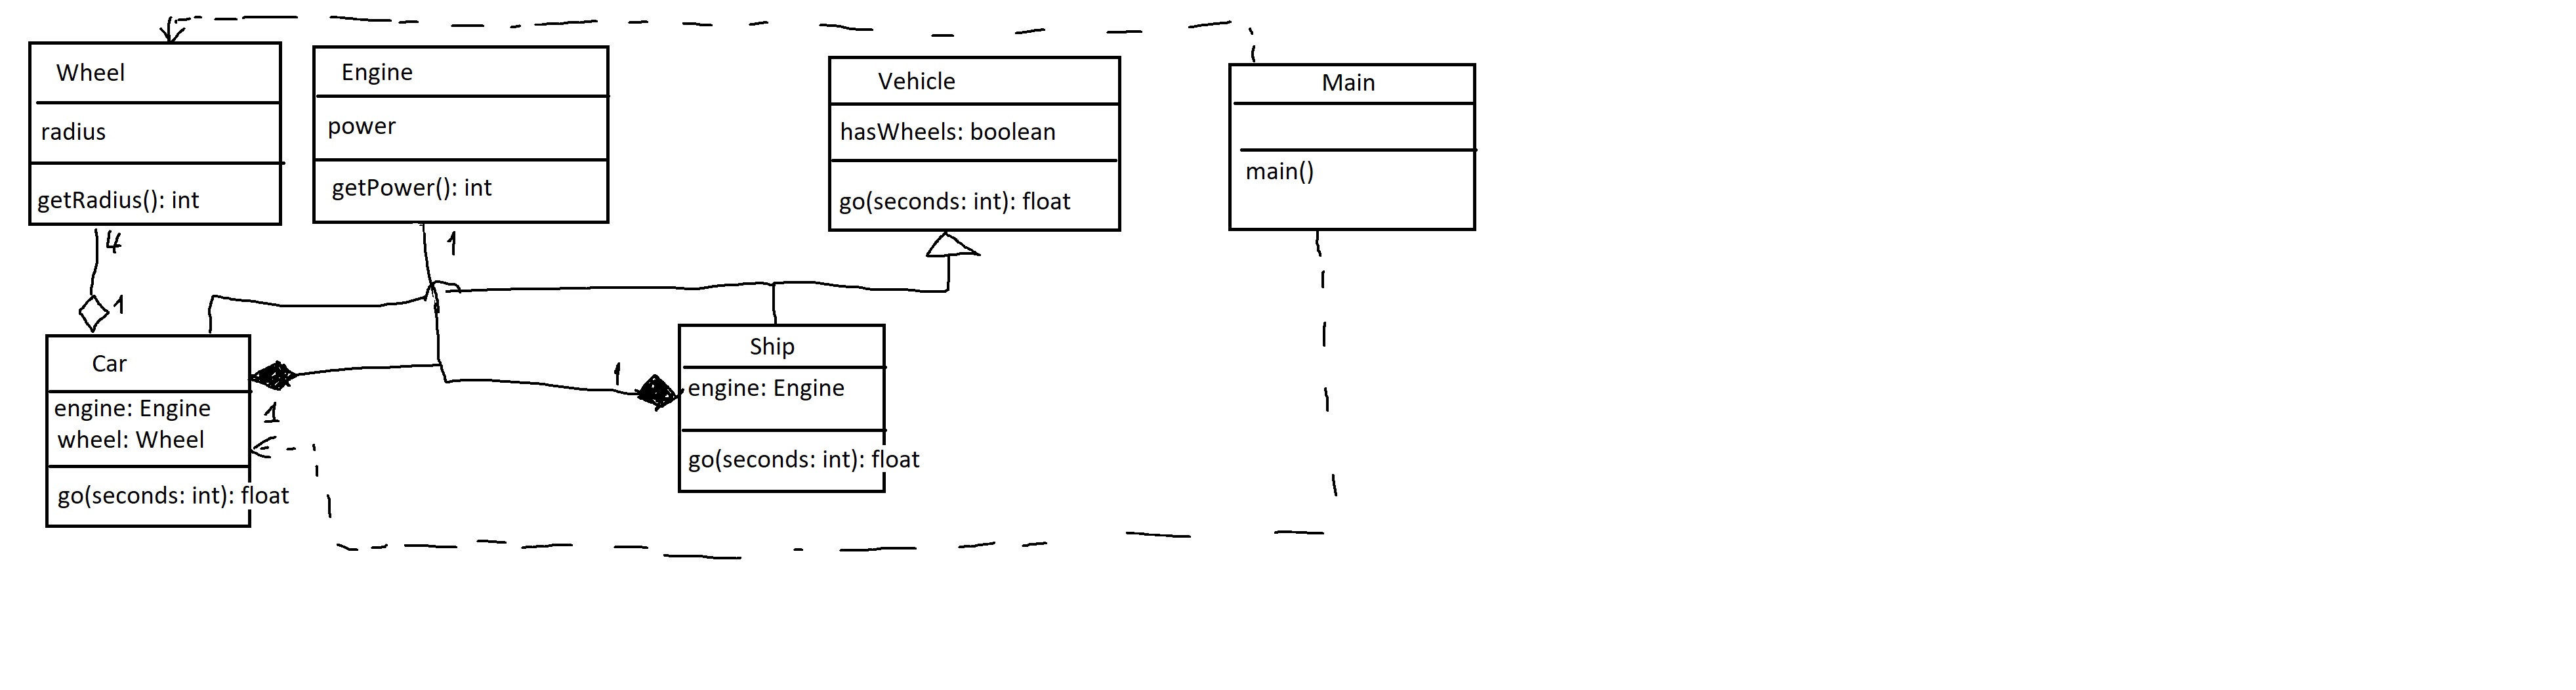 Wheel
radius
getRadius(): int
Engine
power
getPower(): int
Vehicle
hasWheels: boolean
go(seconds: int): float
Main
main()
4
1
1
Car
engine: Engine
wheel: Wheel
go(seconds: int): float
1
1
Ship
engine: Engine
go(seconds: int): float